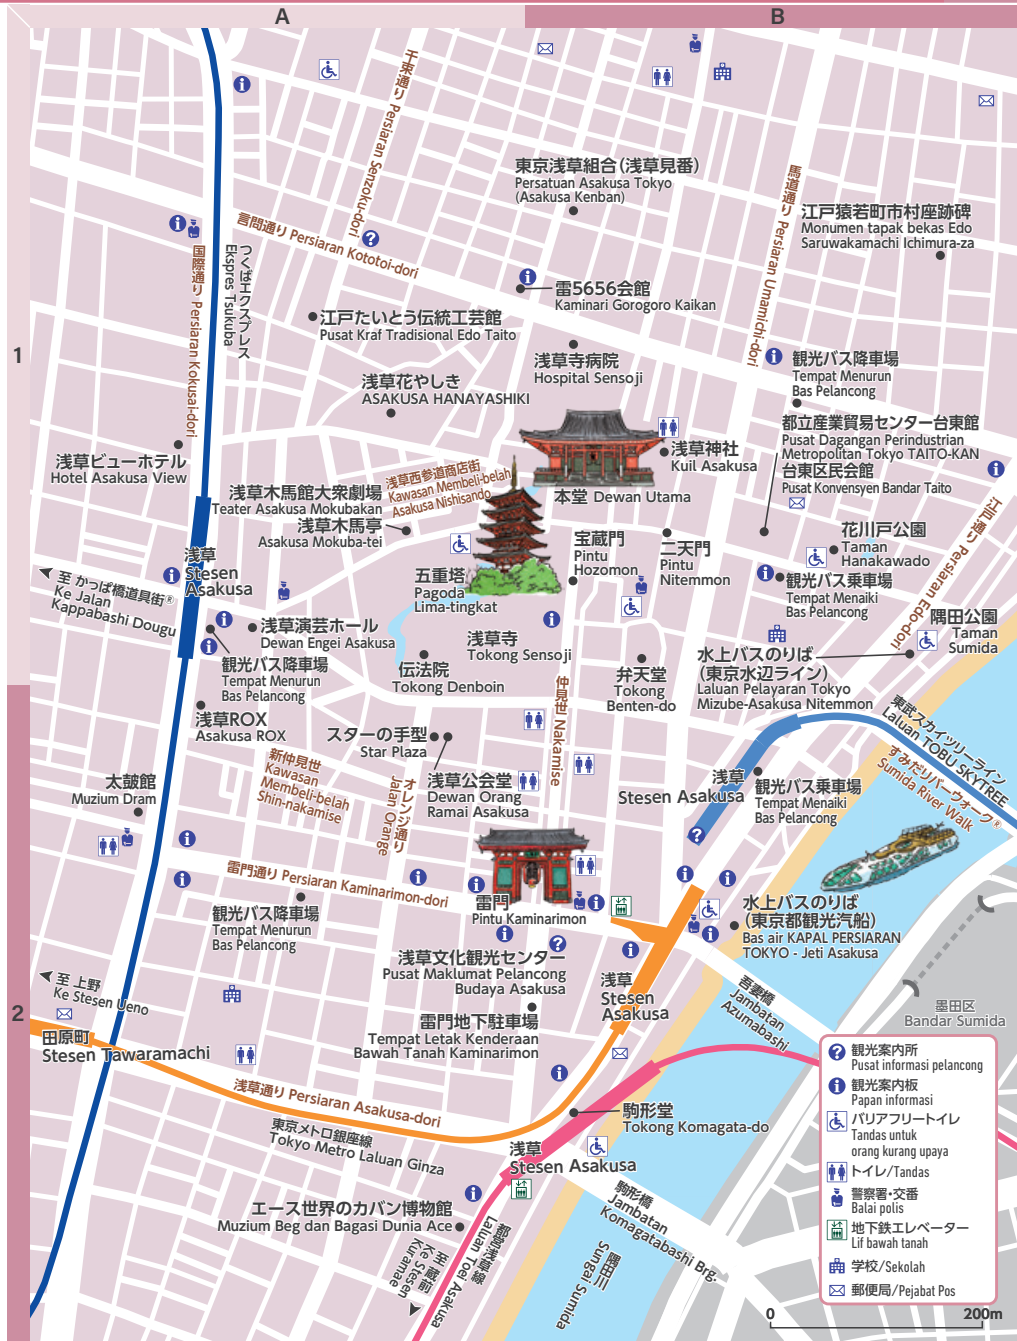 A
B
1
2
千束通り Persiaran Senzoku-dori
東京浅草組合(浅草見番)
Persatuan Asakusa Tokyo
(Asakusa Kenban)
馬道通り Persiaran Umamichi-dori
江戸猿若町市村座跡碑
Monumen tapak bekas Edo
Saruwakamachi Ichimura-za
言問通り Persiaran Kototoi-dori
国際通り Persiaran Kokusai-dori
つくばエクスプレス
Ekspres Tsukuba
雷5656会館
Kaminari Gorogoro Kaikan
江戸たいとう伝統工芸館
Pusat Kraf Tradisional Edo Taito
浅草寺病院
Hospital Sensoji
観光バス降車場
Tempat Menurun
Bas Pelancong
浅草花やしき
ASAKUSA HANAYASHIKI
都立産業貿易センター台東館
Pusat Dagangan Perindustrian
Metropolitan Tokyo TAITO-KAN
台東区民会館
Pusat Konvensyen Bandar Taito
浅草神社
Kuil Asakusa
浅草ビューホテル
Hotel Asakusa View
浅草西参道商店街
Kawasan Membeli-belah
Asakusa Nishisando
本堂 Dewan Utama
浅草木馬館大衆劇場
Teater Asakusa Mokubakan
浅草木馬亭
Asakusa Mokuba-tei
江戸通り Persiaran Edo-dori
宝蔵門
Pintu
Hozomon
二天門
Pintu
Nitemmon
花川戸公園
Taman
Hanakawado
浅草
Stesen
Asakusa
五重塔
Pagoda
Lima-tingkat
観光バス乗車場
Tempat Menaiki
Bas Pelancong
至 かっぱ橋道具街®
Ke Jalan
Kappabashi Dougu
浅草演芸ホール
Dewan Engei Asakusa
浅草寺
Tokong Sensoji
隅田公園
Taman
Sumida
観光バス降車場
Tempat Menurun
Bas Pelancong
伝法院
Tokong Denboin
弁天堂
Tokong
Benten-do
水上バスのりば
(東京水辺ライン)
Laluan Pelayaran Tokyo
Mizube-Asakusa Nitemmon
仲見世 Nakamise
浅草ROX
Asakusa ROX
スターの手型
Star Plaza
東武スカイツリーライン
Laluan TOBU SKYTREE
すみだリバーウォーク®
Sumida River Walk
新仲見世
Kawasan
Membeli-belah
Shin-nakamise
オレンジ通り
Jalan Orange
浅草公会堂
Dewan Orang
Ramai Asakusa
浅草
Stesen Asakusa
観光バス乗車場
Tempat Menaiki
Bas Pelancong
太鼓館
Muzium Dram
雷門通り Persiaran Kaminarimon-dori
雷門
Pintu Kaminarimon
観光バス降車場
Tempat Menurun
Bas Pelancong
水上バスのりば
(東京都観光汽船)
Bas air KAPAL PERSIARAN
TOKYO - Jeti Asakusa
浅草文化観光センター
Pusat Maklumat Pelancong
Budaya Asakusa
浅草
Stesen
Asakusa
至 上野
Ke Stesen Ueno
吾妻橋
Jambatan
Azumabashi
墨田区
Bandar Sumida
田原町
Stesen Tawaramachi
雷門地下駐車場
Tempat Letak Kenderaan
Bawah Tanah Kaminarimon
浅草通り Persiaran Asakusa-dori
東京メトロ銀座線
Tokyo Metro Laluan Ginza
駒形堂
Tokong Komagata-do
浅草
Stesen Asakusa
エース世界のカバン博物館
Muzium Beg dan Bagasi Dunia Ace
駒形橋
Jambatan
Komagatabashi Brg.
都営浅草線
Laluan Toei Asakusa
至 蔵前
Ke Stesen
Kuramae
隅田川
Sungai Sumida
観光案内所
Pusat informasi pelancong
観光案内板
Papan informasi
バリアフリートイレ
Tandas untuk
orang kurang upaya
トイレ/Tandas
警察署・交番
Balai polis
地下鉄エレベーター
Lif bawah tanah
学校/Sekolah
郵便局/Pejabat Pos
0
200m